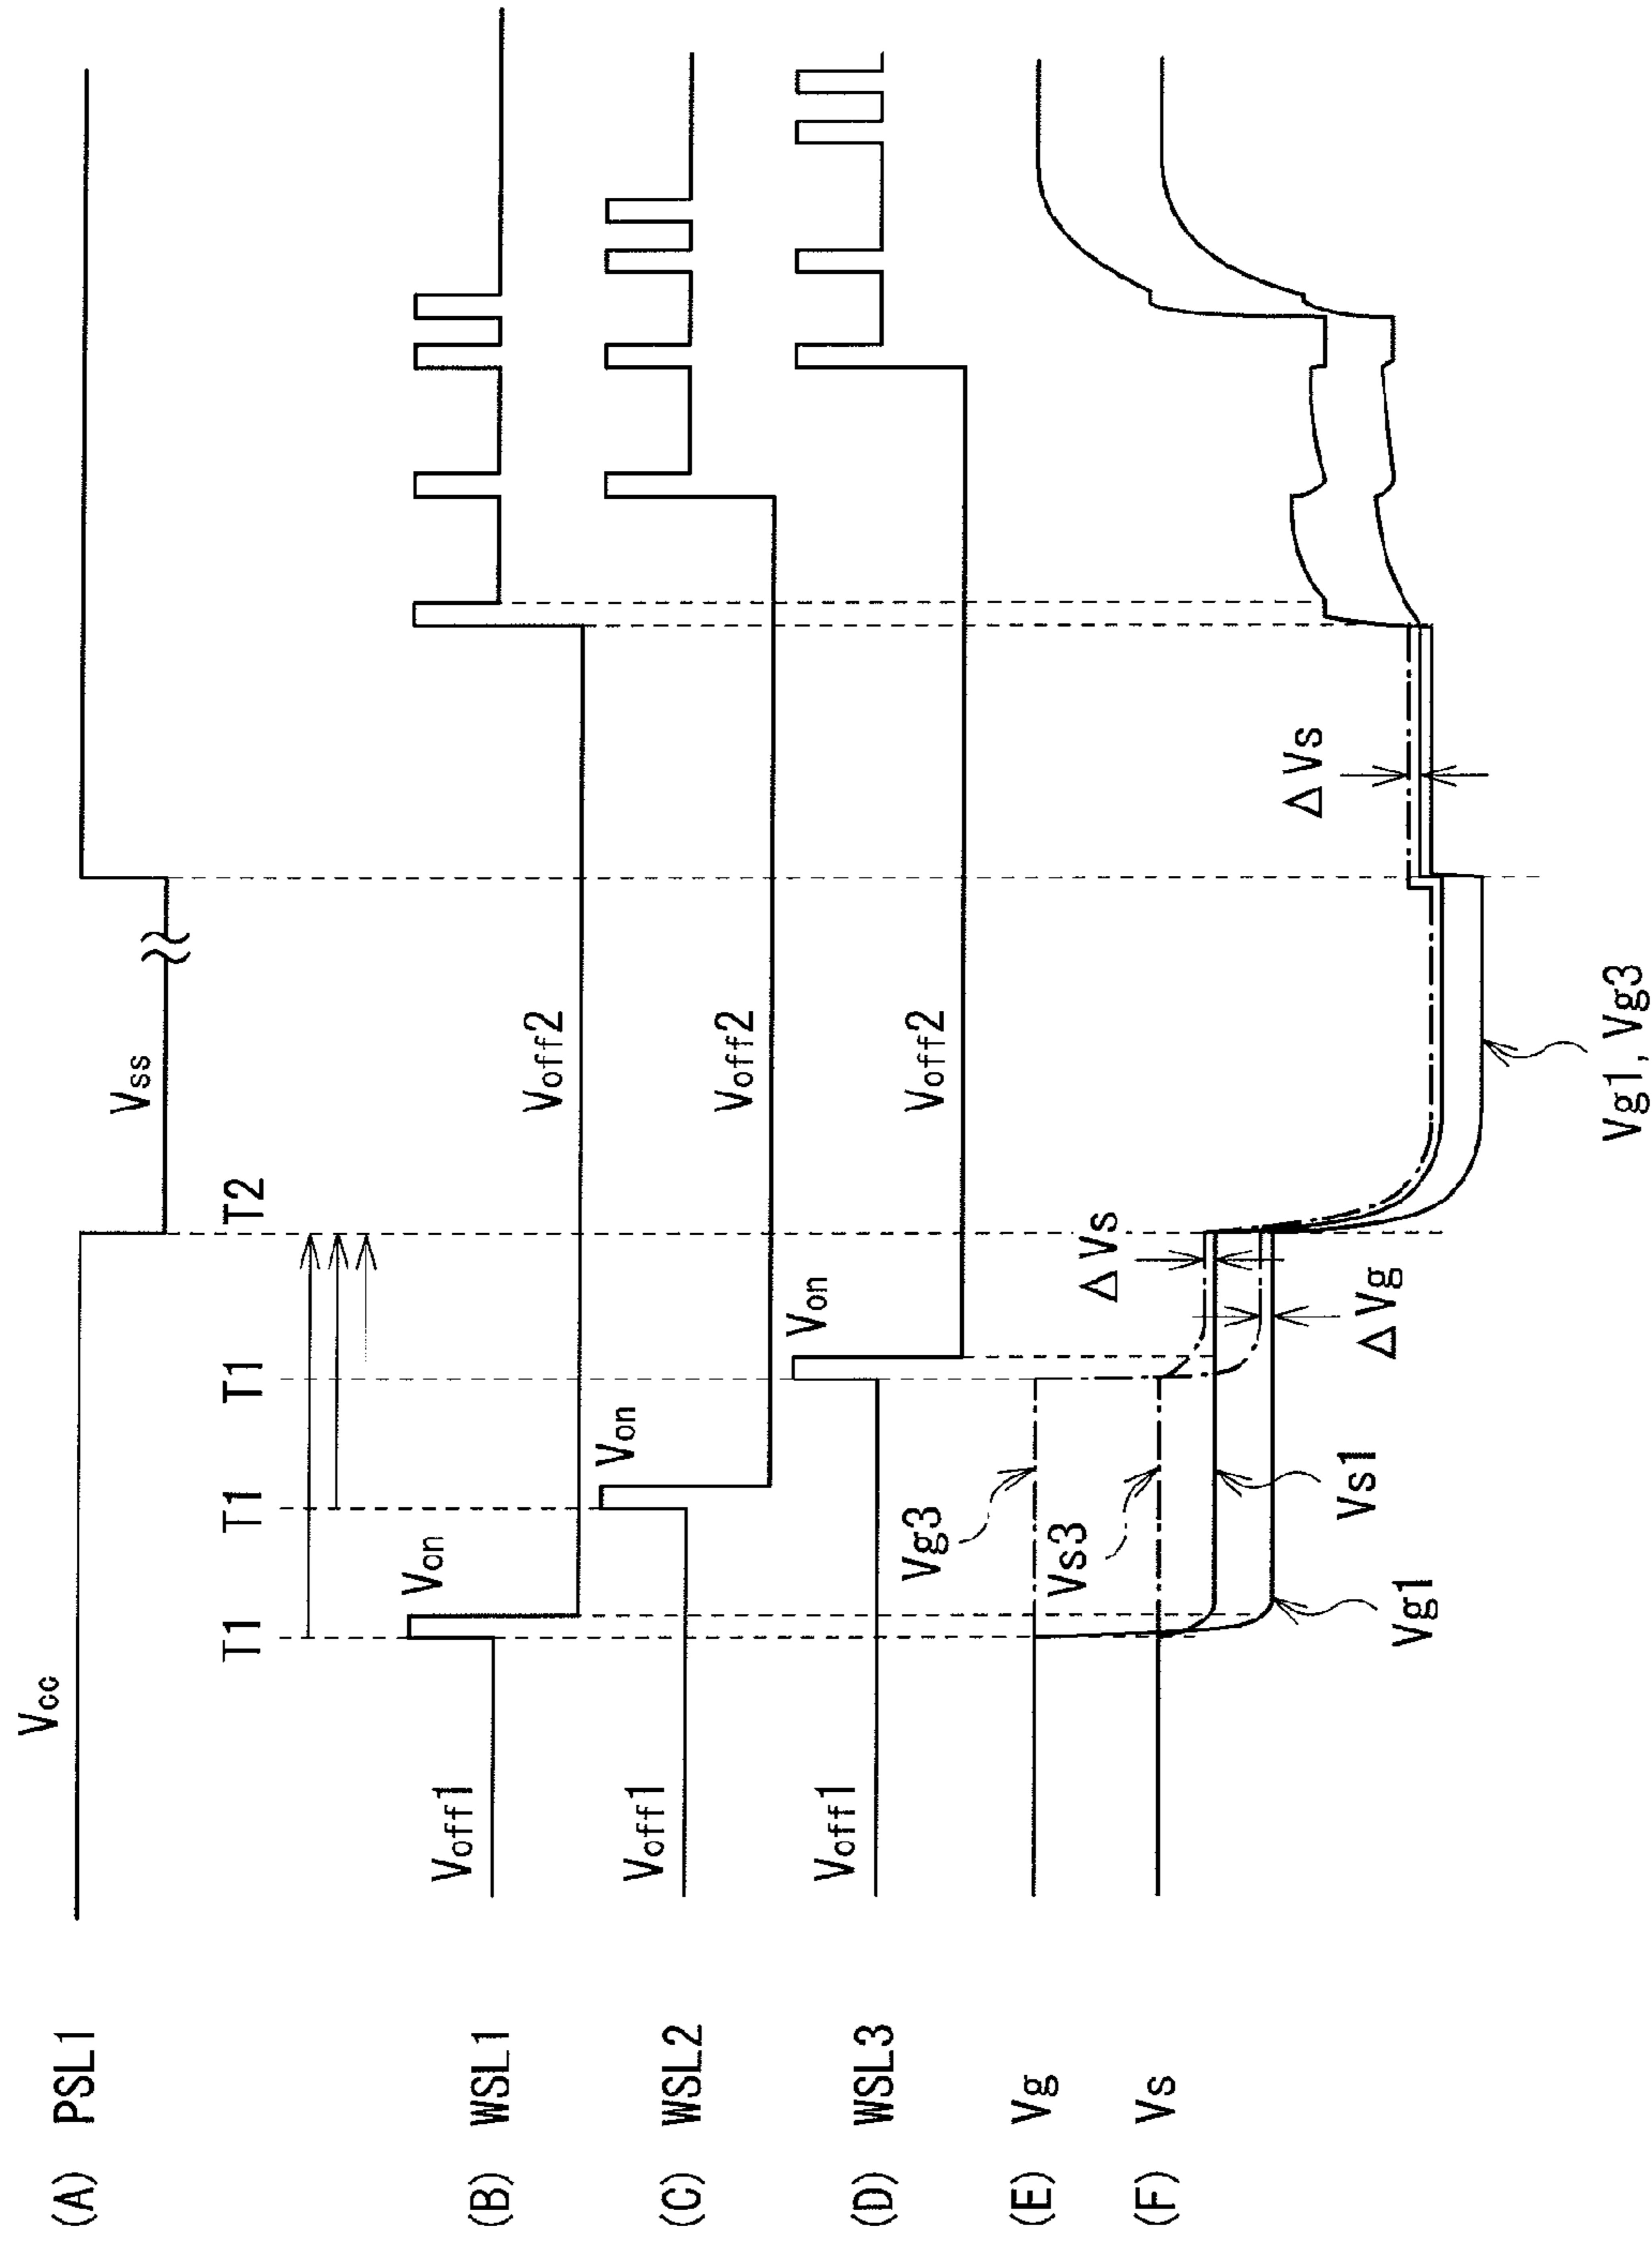 (A) PSL1
Vcc
Vss
T1
T1
T1
T2
(B) WSL1
Voff1
Von
Voff2
(C) WSL2
Voff1
Von
Voff2
(D) WSL3
Voff1
Von
Voff2
(E) Vg
Vg3
(F) Vs
Vs3
ΔVs
ΔVs
Vs1
ΔVg
Vg1
Vg1, Vg3